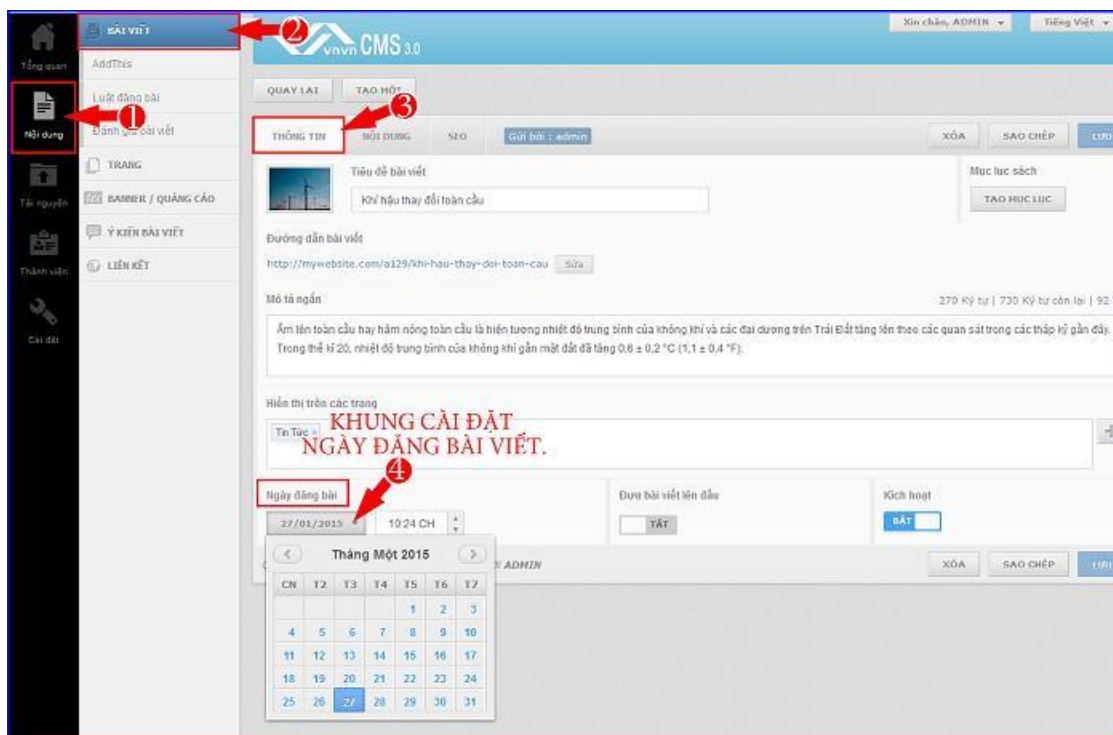 Tổng quan
Nội dung
Tài nguyên
Thành viên
Cài đặt
BÀI VIẾT
AddThis
Luật đăng bài
Đánh giá bài viết
TRANG
BANNER / QUẢNG CÁO
Ý KIẾN BÀI VIẾT
LIÊN KẾT
1
2
3
4
vnvn CMS 3.0
Xin chào, ADMIN
Tiếng Việt
QUAY LẠI TẠO MỚI
THÔNG TIN NỘI DUNG SEO Gửi bởi : admin XÓA SAO CHÉP LƯU
Tiêu đề bài viết
Khí hậu thay đổi toàn cầu
Mục lục sách
TẠO MỤC LỤC
Đường dẫn bài viết
http://mywebsite.com/a129/khi-hau-thay-doi-toan-cau Sửa
Mô tả ngắn
270 Ký tự | 730 Ký tự còn lại | 92
Ấm lên toàn cầu hay hâm nóng toàn cầu là hiện tượng nhiệt độ trung bình của không khí và các đại dương trên Trái Đất tăng lên theo các quan sát trong các thập kỷ gần đây.
Trong thế kỉ 20, nhiệt độ trung bình của không khí gần mặt đất đã tăng 0,6 ± 0,2 °C (1,1 ± 0,4 °F).
Hiển thị trên các trang
Tin Tức
KHUNG CÀI ĐẶT
NGÀY ĐĂNG BÀI VIẾT.
Ngày đăng bài
27/01/2015 10:24 CH
Đưa bài viết lên đầu
TẮT
Kích hoạt
BẬT
Tháng Một 2015
CN T2 T3 T4 T5 T6 T7
1 2 3
4 5 6 7 8 9 10
11 12 13 14 15 16 17
18 19 20 21 22 23 24
25 26 27 28 29 30 31
ADMIN
XÓA SAO CHÉP LƯU